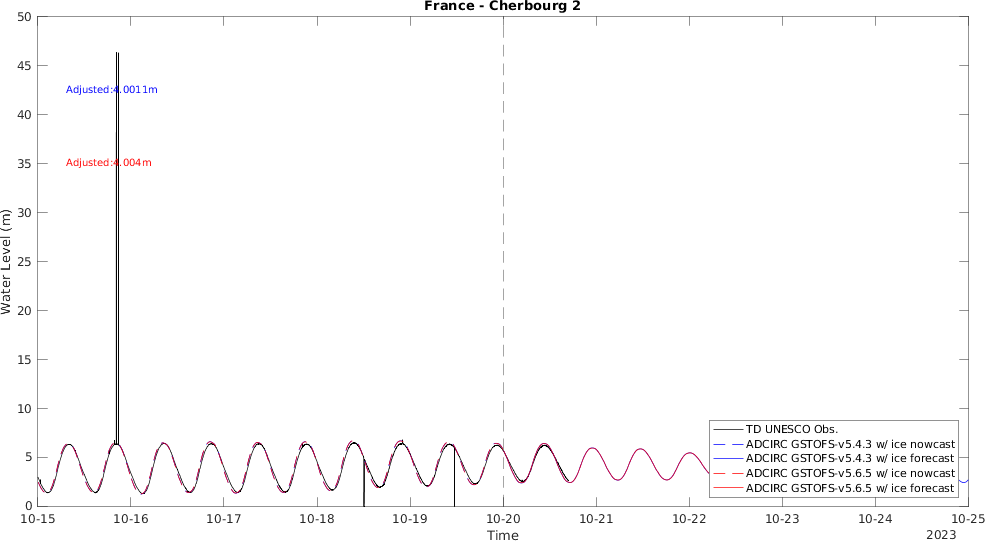 France - Cherbourg 2
50
45
40
35
30
25
20
15
10
5
0
Water Level (m)
Adjusted:4.0011m
Adjusted:4.004m
TD UNESCO Obs.
ADCIRC GSTOFS-v5.4.3 w/ ice nowcast
ADCIRC GSTOFS-v5.4.3 w/ ice forecast
ADCIRC GSTOFS-v5.6.5 w/ ice nowcast
ADCIRC GSTOFS-v5.6.5 w/ ice forecast
10-15 10-16 10-17 10-18 10-19 10-20 10-21 10-22 10-23 10-24 10-25
Time
2023